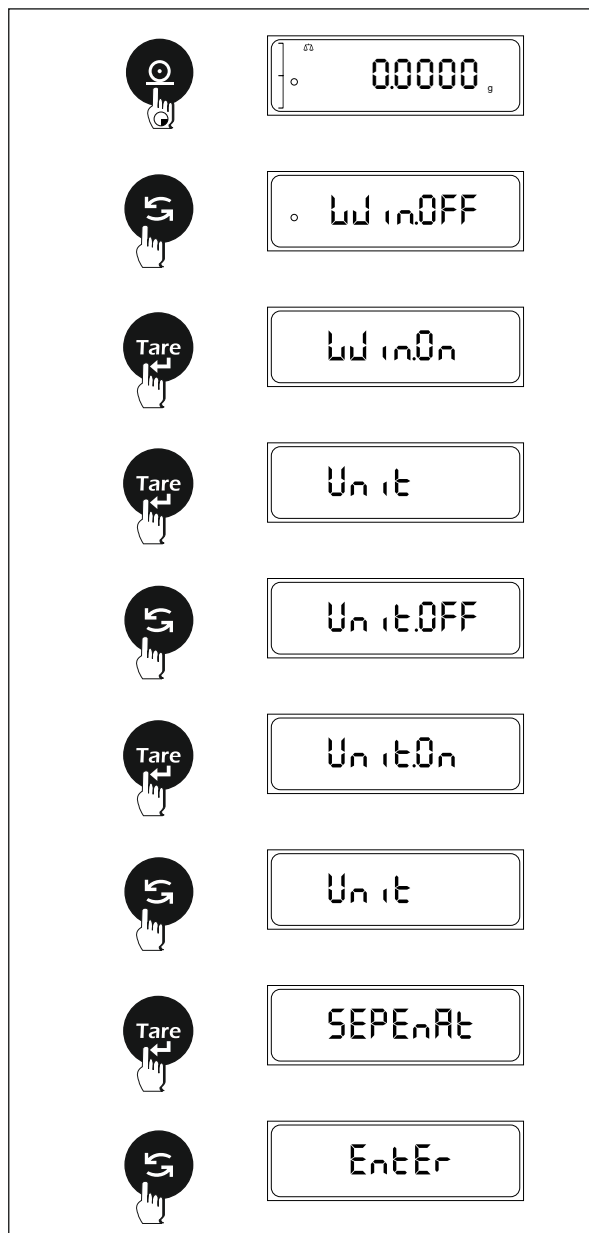 0.0000 g
Win.OFF
Tare
Win.On
Tare
Unit
Unit.OFF
Tare
Unit.On
Unit
Tare
SEPEnAt
EntEr